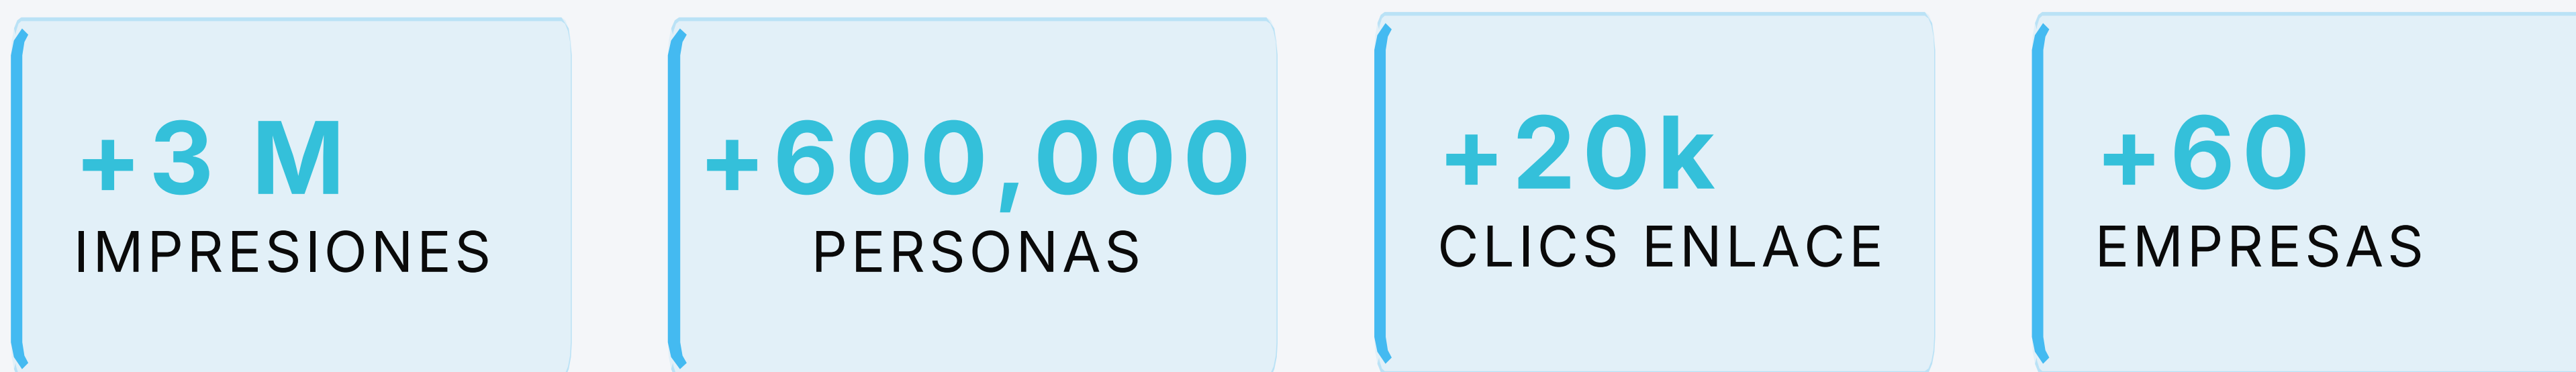 +3 M
IMPRESIONES
+600,000
PERSONAS
+20k
CLICS ENLACE
+60
EMPRESAS